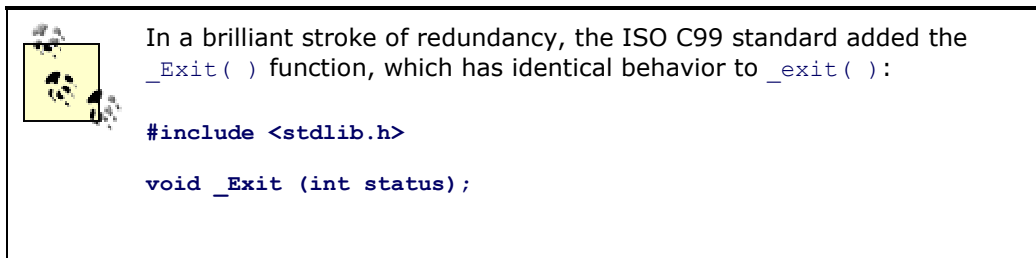 In a brilliant stroke of redundancy, the ISO C99 standard added the
_Exit( ) function, which has identical behavior to _exit( ):
#include <stdlib.h>
void _Exit (int status);